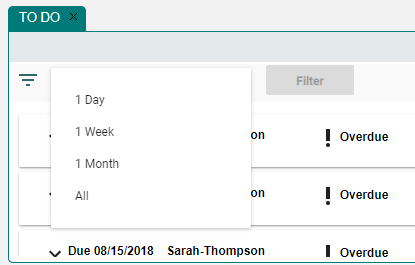 TO DO ×
Filter
1 Day
1 Week
1 Month
All
Overdue
Overdue
Due 08/15/2018 Sarah-Thompson
Overdue